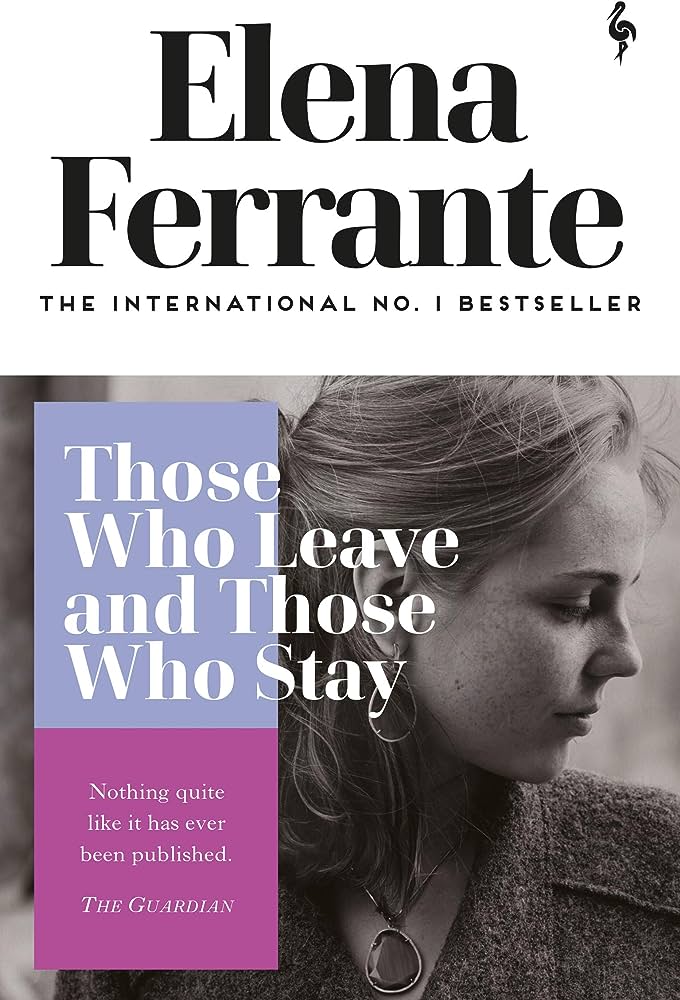 Elena
Ferrante
THE INTERNATIONAL NO. 1 BESTSELLER
Those
Who Leave
and Those
Who Stay
Nothing quite
like it has ever
been published.
THE GUARDIAN